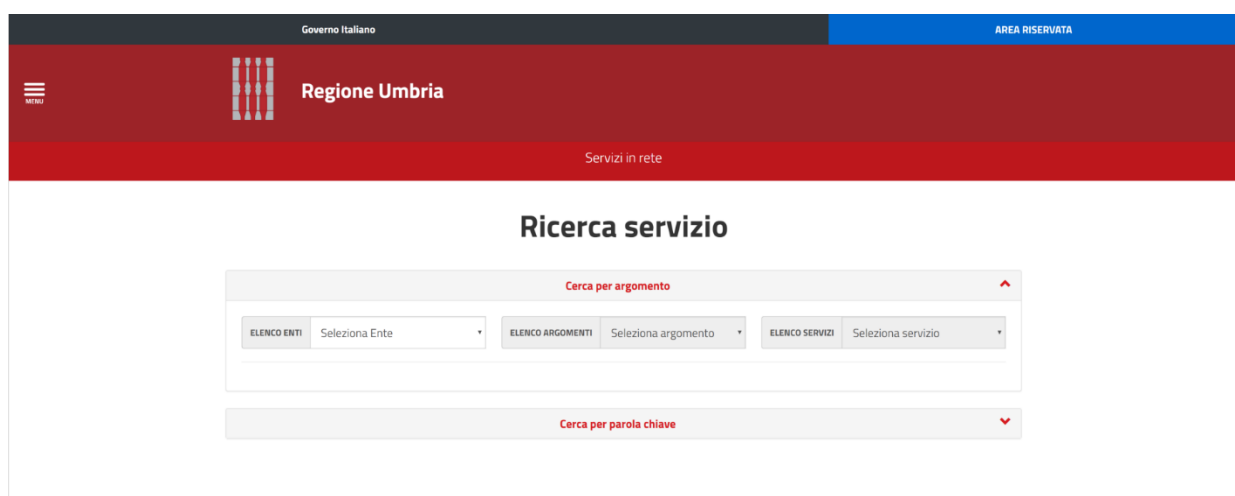 Governo Italiano AREA RISERVATA
MENU
Regione Umbria
Servizi in rete
Ricerca servizio
Cerca per argomento
ELENCO ENTI Seleziona Ente ELENCO ARGOMENTI Seleziona argomento ELENCO SERVIZI Seleziona servizio
Cerca per parola chiave